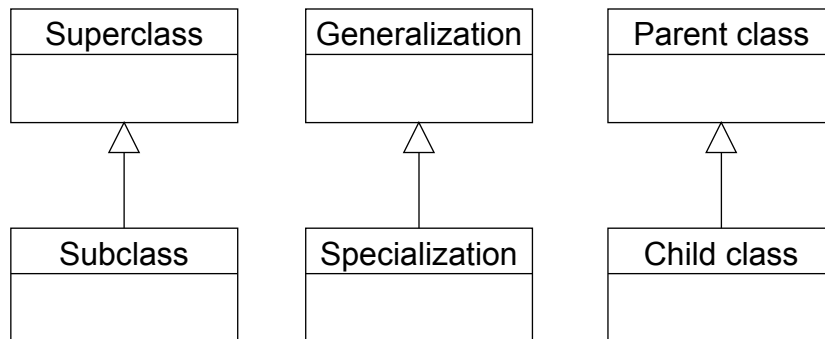 Superclass
Generalization
Parent class
Subclass
Specialization
Child class